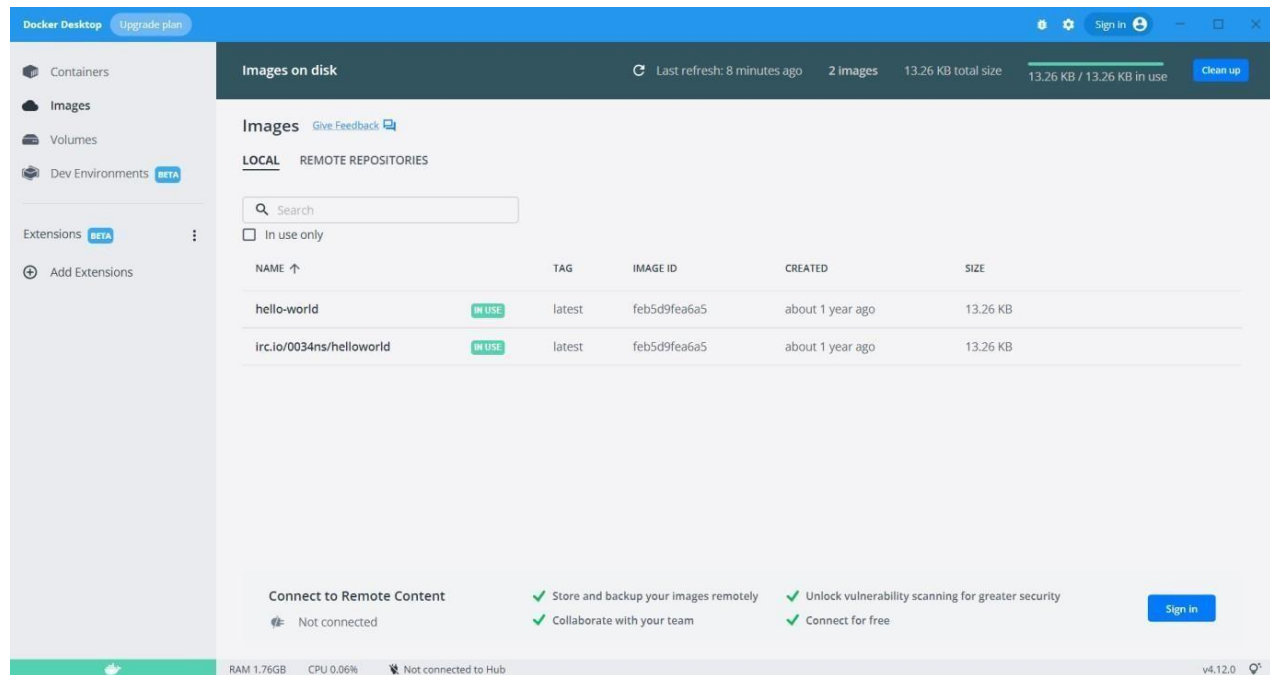 Docker Desktop Upgrade plan Sign in
Containers
Images
Volumes
Dev Environments BETA
Extensions BETA
Add Extensions
Images on disk Last refresh: 8 minutes ago 2 images 13.26 KB total size 13.26 KB / 13.26 KB in use Clean up
Images Give Feedback
LOCAL REMOTE REPOSITORIES
Search
In use only
NAME TAG IMAGE ID CREATED SIZE
hello-world IN USE latest feb5d9fea6a5 about 1 year ago 13.26 KB
irc.io/0034ns/helloworld IN USE latest feb5d9fea6a5 about 1 year ago 13.26 KB
Connect to Remote Content
Not connected
Store and backup your images remotely Unlock vulnerability scanning for greater security
Collaborate with your team Connect for free
Sign in
RAM 1.76GB CPU 0.06% Not connected to Hub v4.12.0